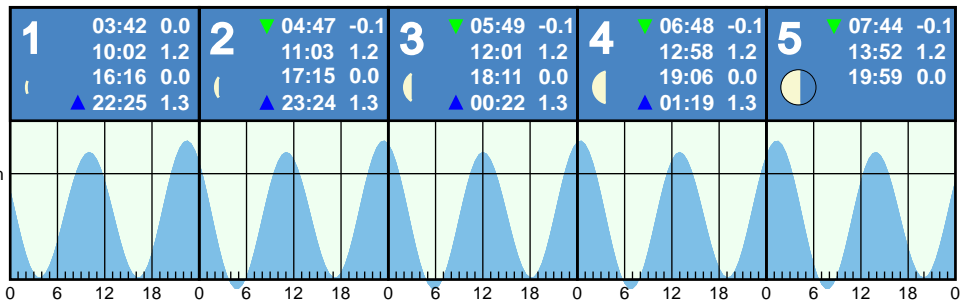 1 03:42 0.0
10:02 1.2
16:16 0.0
▲ 22:25 1.3
2 ▼ 04:47 -0.1
11:03 1.2
17:15 0.0
▲ 23:24 1.3
3 ▼ 05:49 -0.1
12:01 1.2
18:11 0.0
▲ 00:22 1.3
4 ▼ 06:48 -0.1
12:58 1.2
19:06 0.0
▲ 01:19 1.3
5 ▼ 07:44 -0.1
13:52 1.2
19:59 0.0
0 6 12 18 0 6 12 18 0 6 12 18 0 6 12 18 0 6 12 18 0